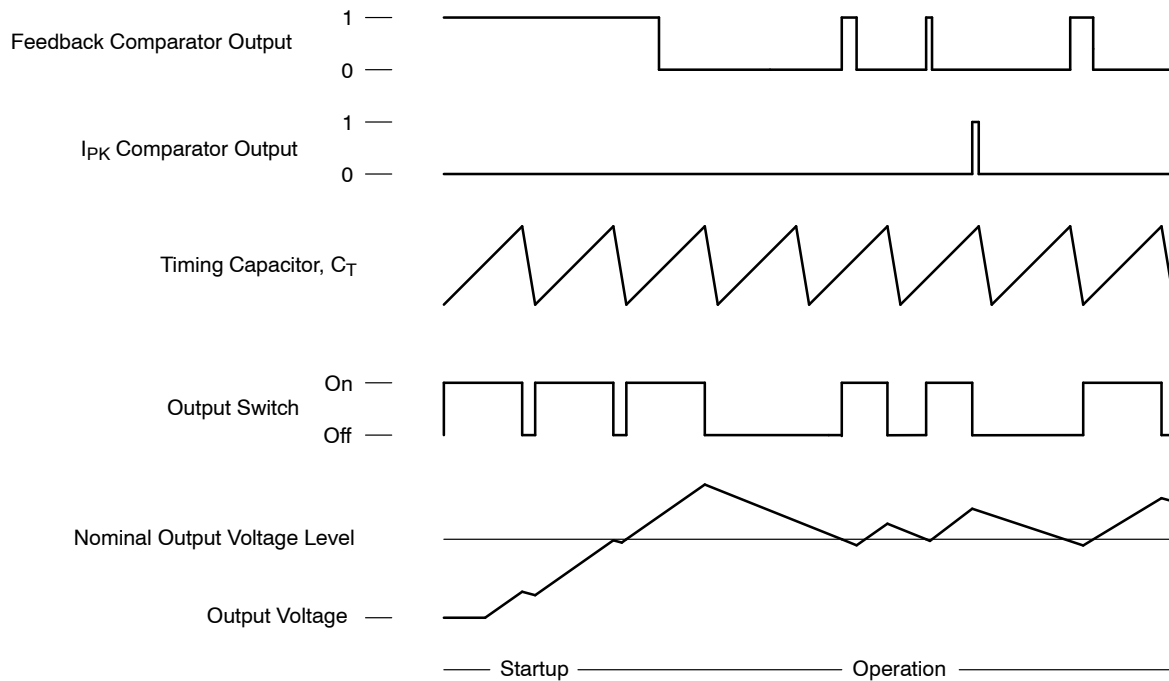 1
Feedback Comparator Output
0
1
IPK Comparator Output
0
Timing Capacitor, CT
On
Output Switch
Off
Nominal Output Voltage Level
Output Voltage
Startup
Operation